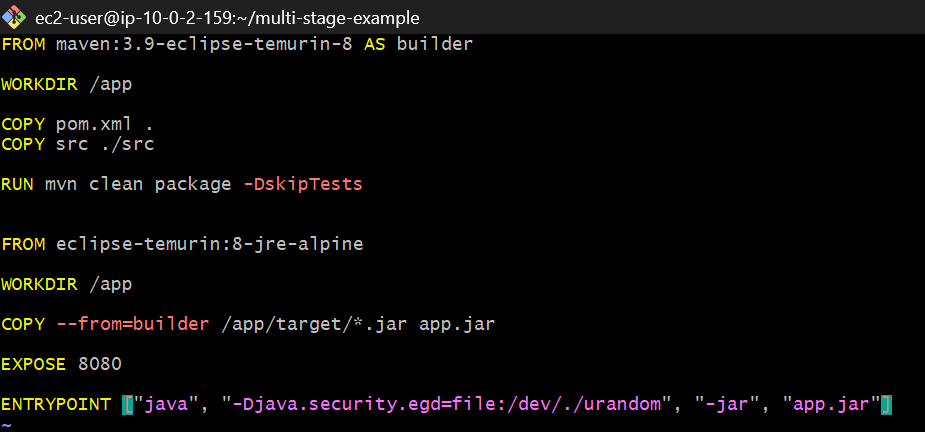 ec2-user@ip-10-0-2-159:~/multi-stage-example
FROM maven:3.9-eclipse-temurin-8 AS builder
WORKDIR /app
COPY pom.xml .
COPY src ./src
RUN mvn clean package -DskipTests
FROM eclipse-temurin:8-jre-alpine
WORKDIR /app
COPY --from=builder /app/target/*.jar app.jar
EXPOSE 8080
ENTRYPOINT ["java", "-Djava.security.egd=file:/dev/./urandom", "-jar", "app.jar"]
~